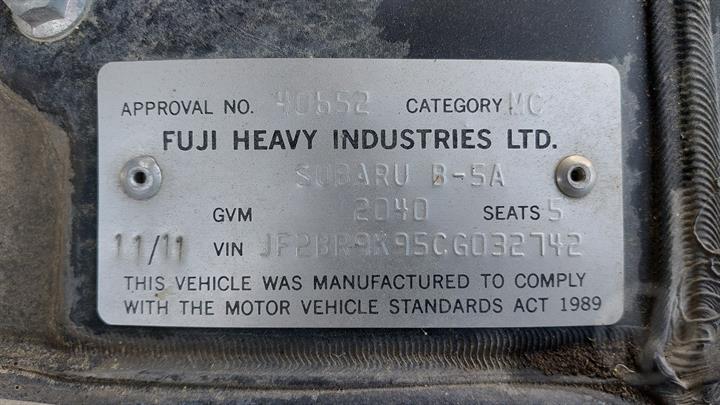 APPROVAL NO. 40652 CATEGORY MC
FUJI HEAVY INDUSTRIES LTD.
SUBARU B-5A
GVM 2040 SEATS 5
11/11 VIN JF2BR9K95CG032742
THIS VEHICLE WAS MANUFACTURED TO COMPLY
WITH THE MOTOR VEHICLE STANDARDS ACT 1989